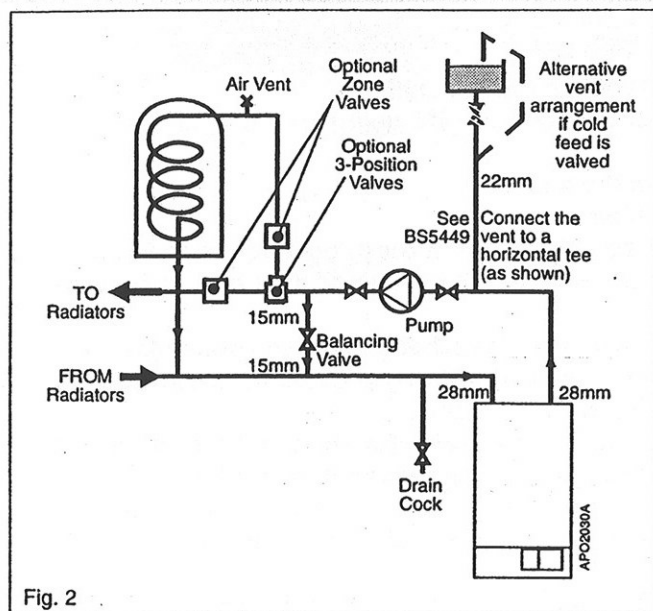 Air Vent
Optional
Zone
Valves
Optional
3-Position
Valves
Alternative
vent
arrangement
if cold
feed is
valved
22mm
See
BS5449
Connect the
vent to a
horizontal tee
(as shown)
TO
Radiators
15mm
Pump
Balancing
Valve
15mm
FROM
Radiators
28mm
28mm
Drain
Cock
APO2030A
Fig. 2